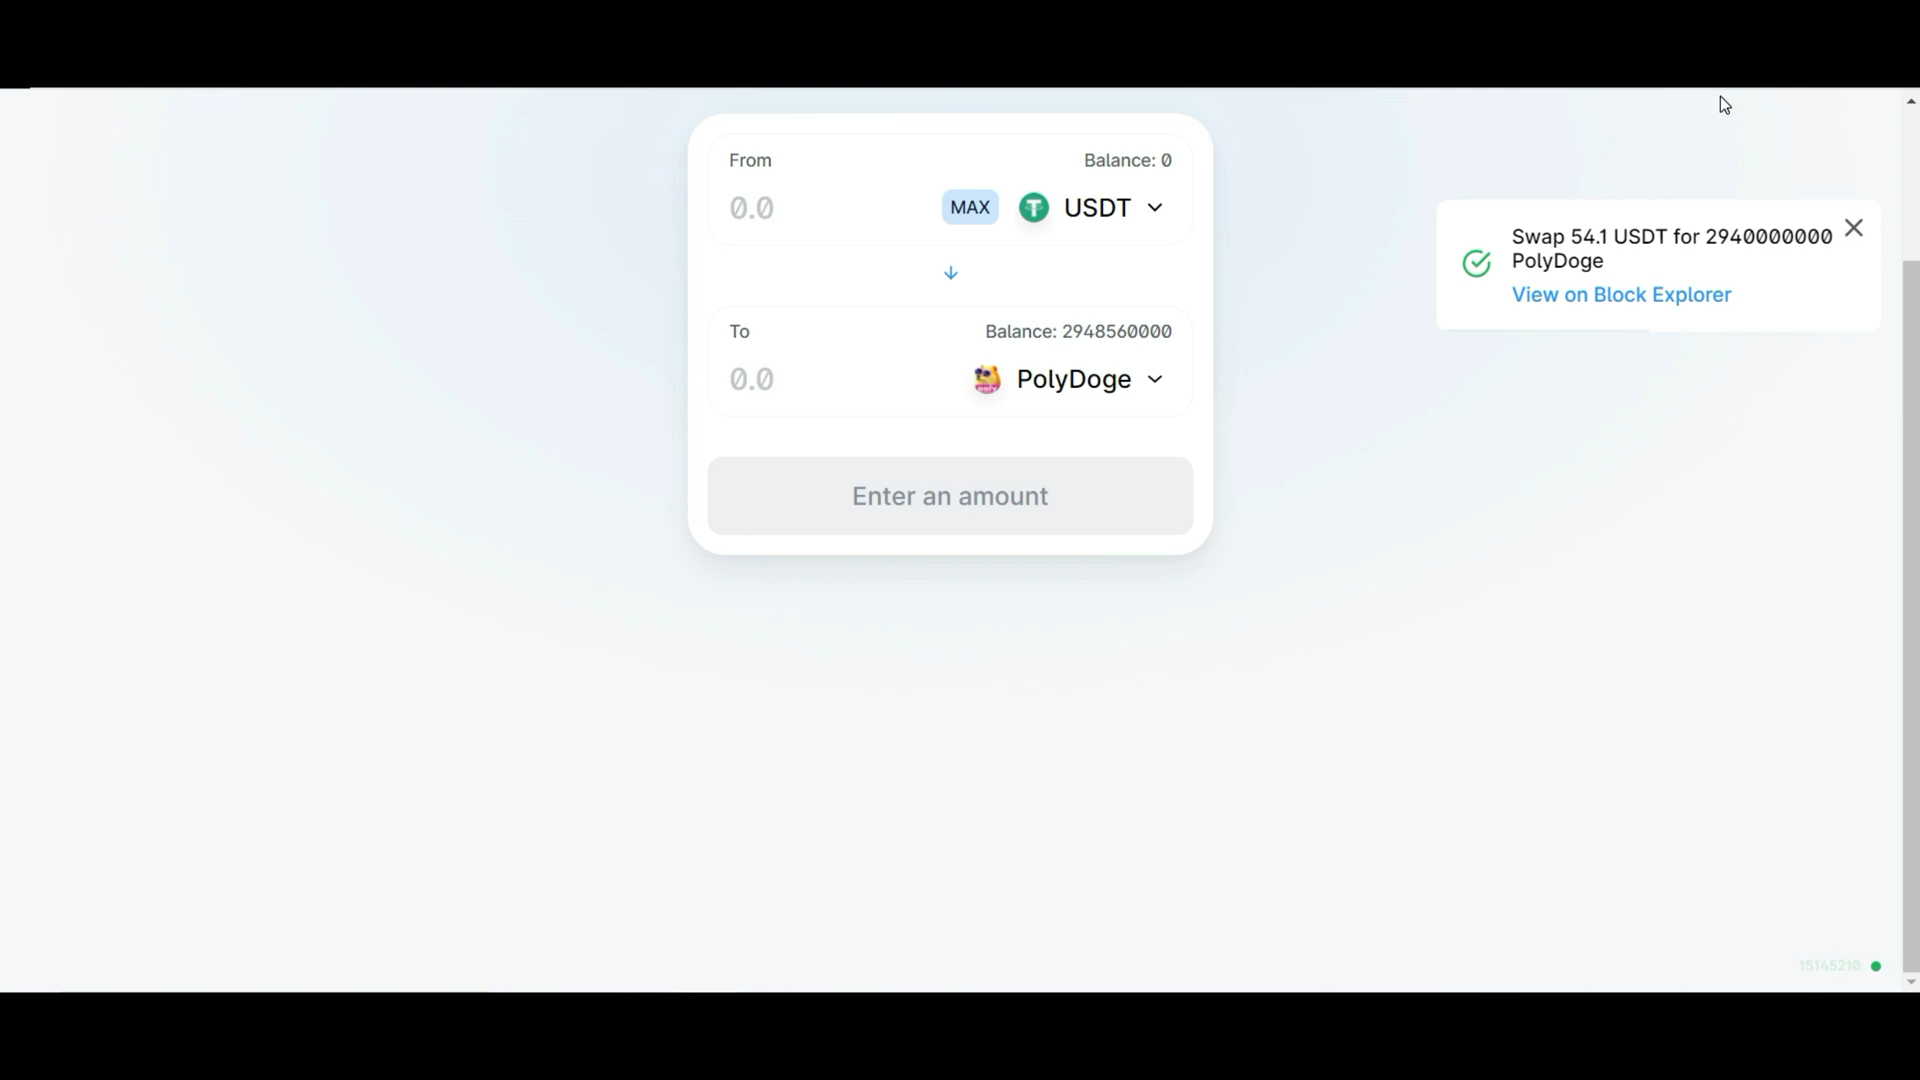 From
Balance: 0
0.0
MAX
USDT
To
Balance: 2948560000
0.0
PolyDoge
Enter an amount
Swap 54.1 USDT for 2940000000
PolyDoge
View on Block Explorer
15145210